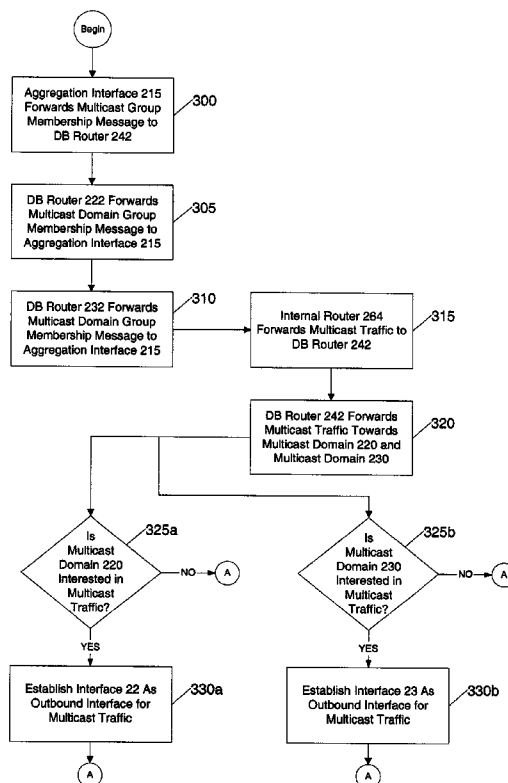 Begin
Aggregation Interface 215
Forwards Multicast Group
Membership Message to
DB Router 242
300
DB Router 222 Forwards
Multicast Domain Group
Membership Message to
Aggregation Interface 215
305
DB Router 232 Forwards
Multicast Domain Group
Membership Message to
Aggregation Interface 215
310
Internal Router 264
Forwards Multicast Traffic to
DB Router 242
315
DB Router 242 Forwards
Multicast Traffic Towards
Multicast Domain 220 and
Multicast Domain 230
320
Is
Multicast
Domain 220
Interested in
Multicast
Traffic?
325a
NO
A
Is
Multicast
Domain 230
Interested in
Multicast
Traffic?
325b
NO
A
YES
YES
Establish Interface 22 As
Outbound Interface for
Multicast Traffic
330a
Establish Interface 23 As
Outbound Interface for
Multicast Traffic
330b
A
A